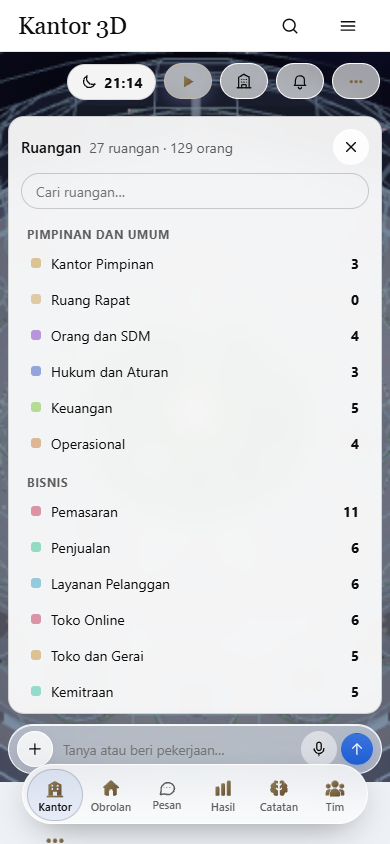 Kantor 3D
21:14
Ruangan 27 ruangan · 129 orang
Cari ruangan...
PIMPINAN DAN UMUM
Kantor Pimpinan 3
Ruang Rapat 0
Orang dan SDM 4
Hukum dan Aturan 3
Keuangan 5
Operasional 4
BISNIS
Pemasaran 11
Penjualan 6
Layanan Pelanggan 6
Toko Online 6
Toko dan Gerai 5
Kemitraan 5
Tanya atau beri pekerjaan...
Kantor Obrolan Pesan Hasil Catatan Tim